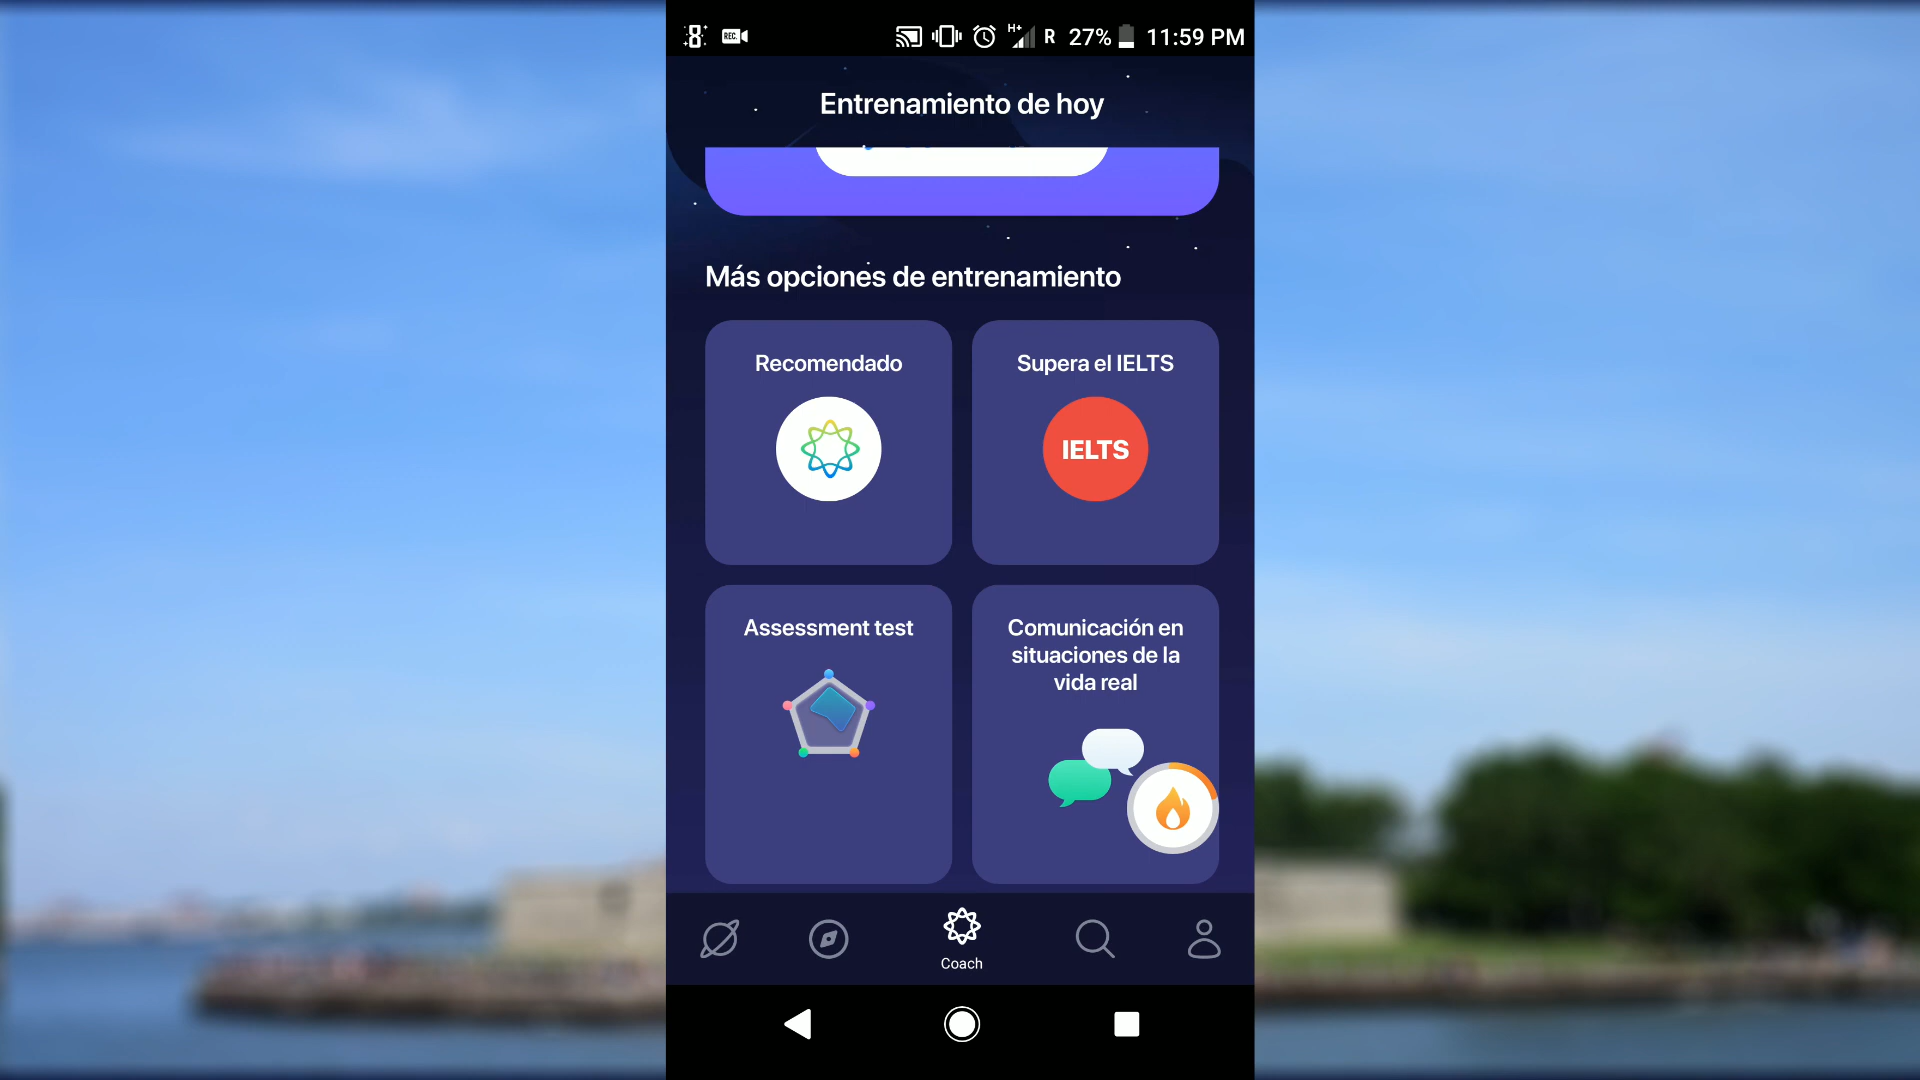 REC.
H+
R 27% 11:59 PM
Entrenamiento de hoy
Más opciones de entrenamiento
Recomendado
Supera el IELTS
IELTS
Assessment test
Comunicación en
situaciones de la
vida real
Coach